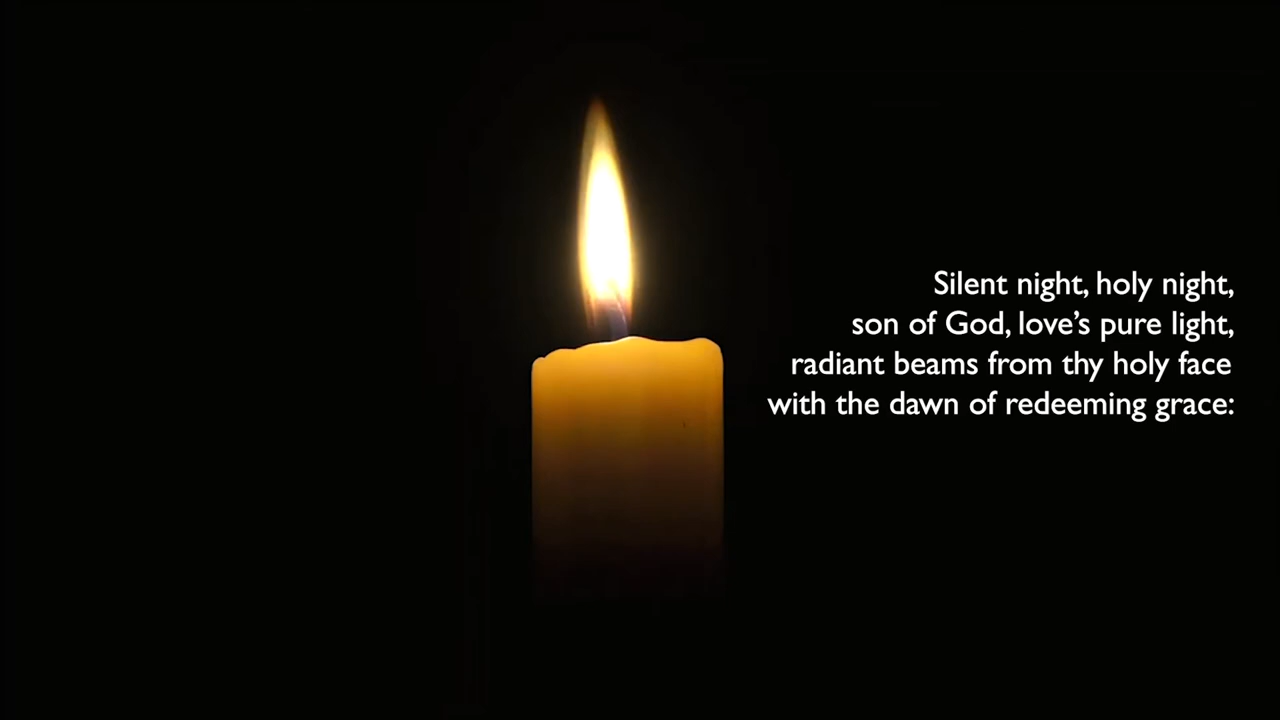 Silent night, holy night,
son of God, love’s pure light,
radiant beams from thy holy face
with the dawn of redeeming grace: